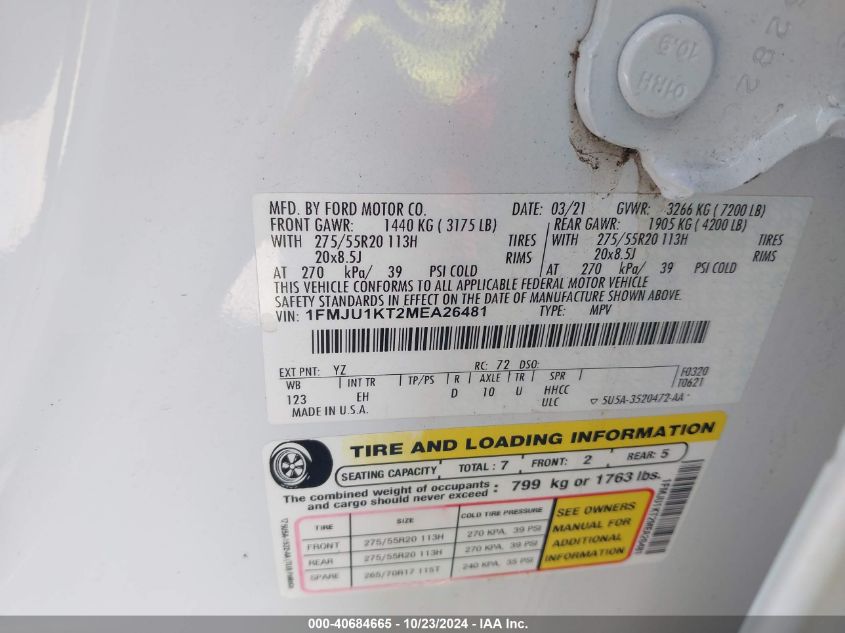 01RH 10.9
MFD. BY FORD MOTOR CO. DATE: 03/21 GVWR: 3266 KG ( 7200 LB)
FRONT GAWR: 1440 KG ( 3175 LB) REAR GAWR: 1905 KG ( 4200 LB)
WITH 275/55R20 113H TIRES WITH 275/55R20 113H TIRES
20x8.5J RIMS 20x8.5J RIMS
AT 270 kPa/ 39 PSI COLD AT 270 kPa/ 39 PSI COLD
THIS VEHICLE CONFORMS TO ALL APPLICABLE FEDERAL MOTOR VEHICLE
SAFETY STANDARDS IN EFFECT ON THE DATE OF MANUFACTURE SHOWN ABOVE.
VIN: 1FMJU1KT2MEA26481 TYPE: MPV
EXT PNT: YZ RC: 72 DSO:
WB INT TR TP/PS R AXLE TR SPR F0320
123 EH D 10 U HHCC T0621
ULC 5U5A-3520472-AA
MADE IN U.S.A.
TIRE AND LOADING INFORMATION
SEATING CAPACITY TOTAL : 7 FRONT: 2 REAR: 5
The combined weight of occupants and cargo should never exceed : 799 kg or 1763 lbs.
TIRE SIZE COLD TIRE PRESSURE
FRONT 275/55R20 113H 270 KPA, 39 PSI
REAR 275/55R20 113H 270 KPA, 39 PSI
SPARE 265/70R17 115T 240 KPA, 35 PSI
SEE OWNERS
MANUAL FOR
ADDITIONAL
INFORMATION
1FMJU1KT2MEA26481
000-40684665 - 10/23/2024 - IAA Inc.